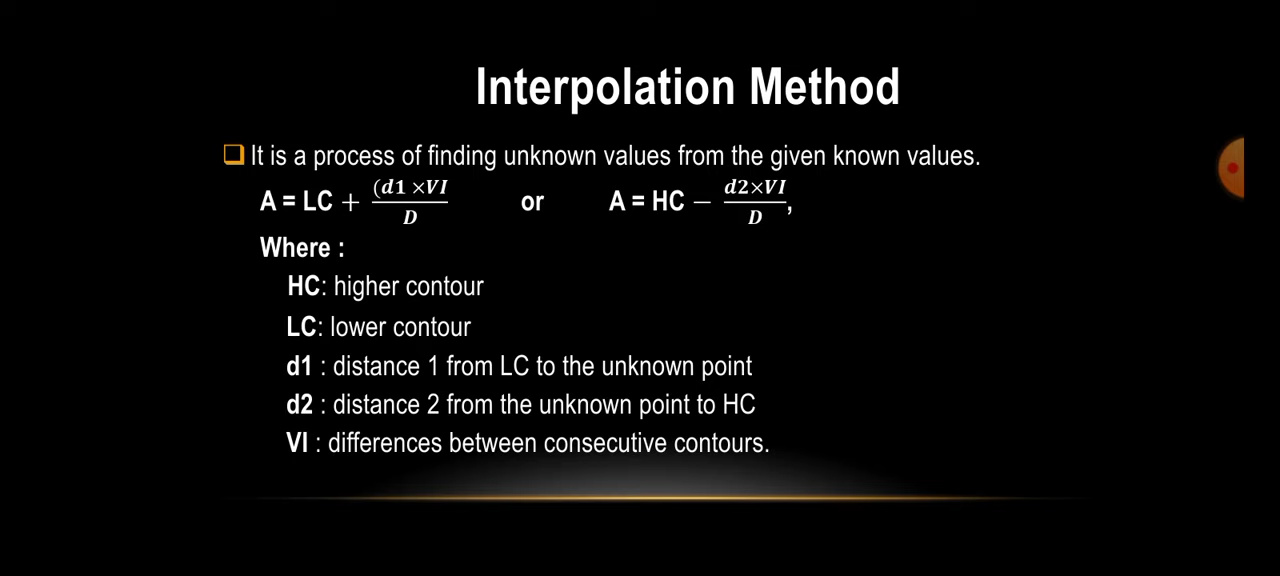 Interpolation Method
❑ It is a process of finding unknown values from the given known values.
A = LC + (d1 ×VI / D or A = HC − d2×VI / D,
Where :
HC: higher contour
LC: lower contour
d1 : distance 1 from LC to the unknown point
d2 : distance 2 from the unknown point to HC
VI : differences between consecutive contours.